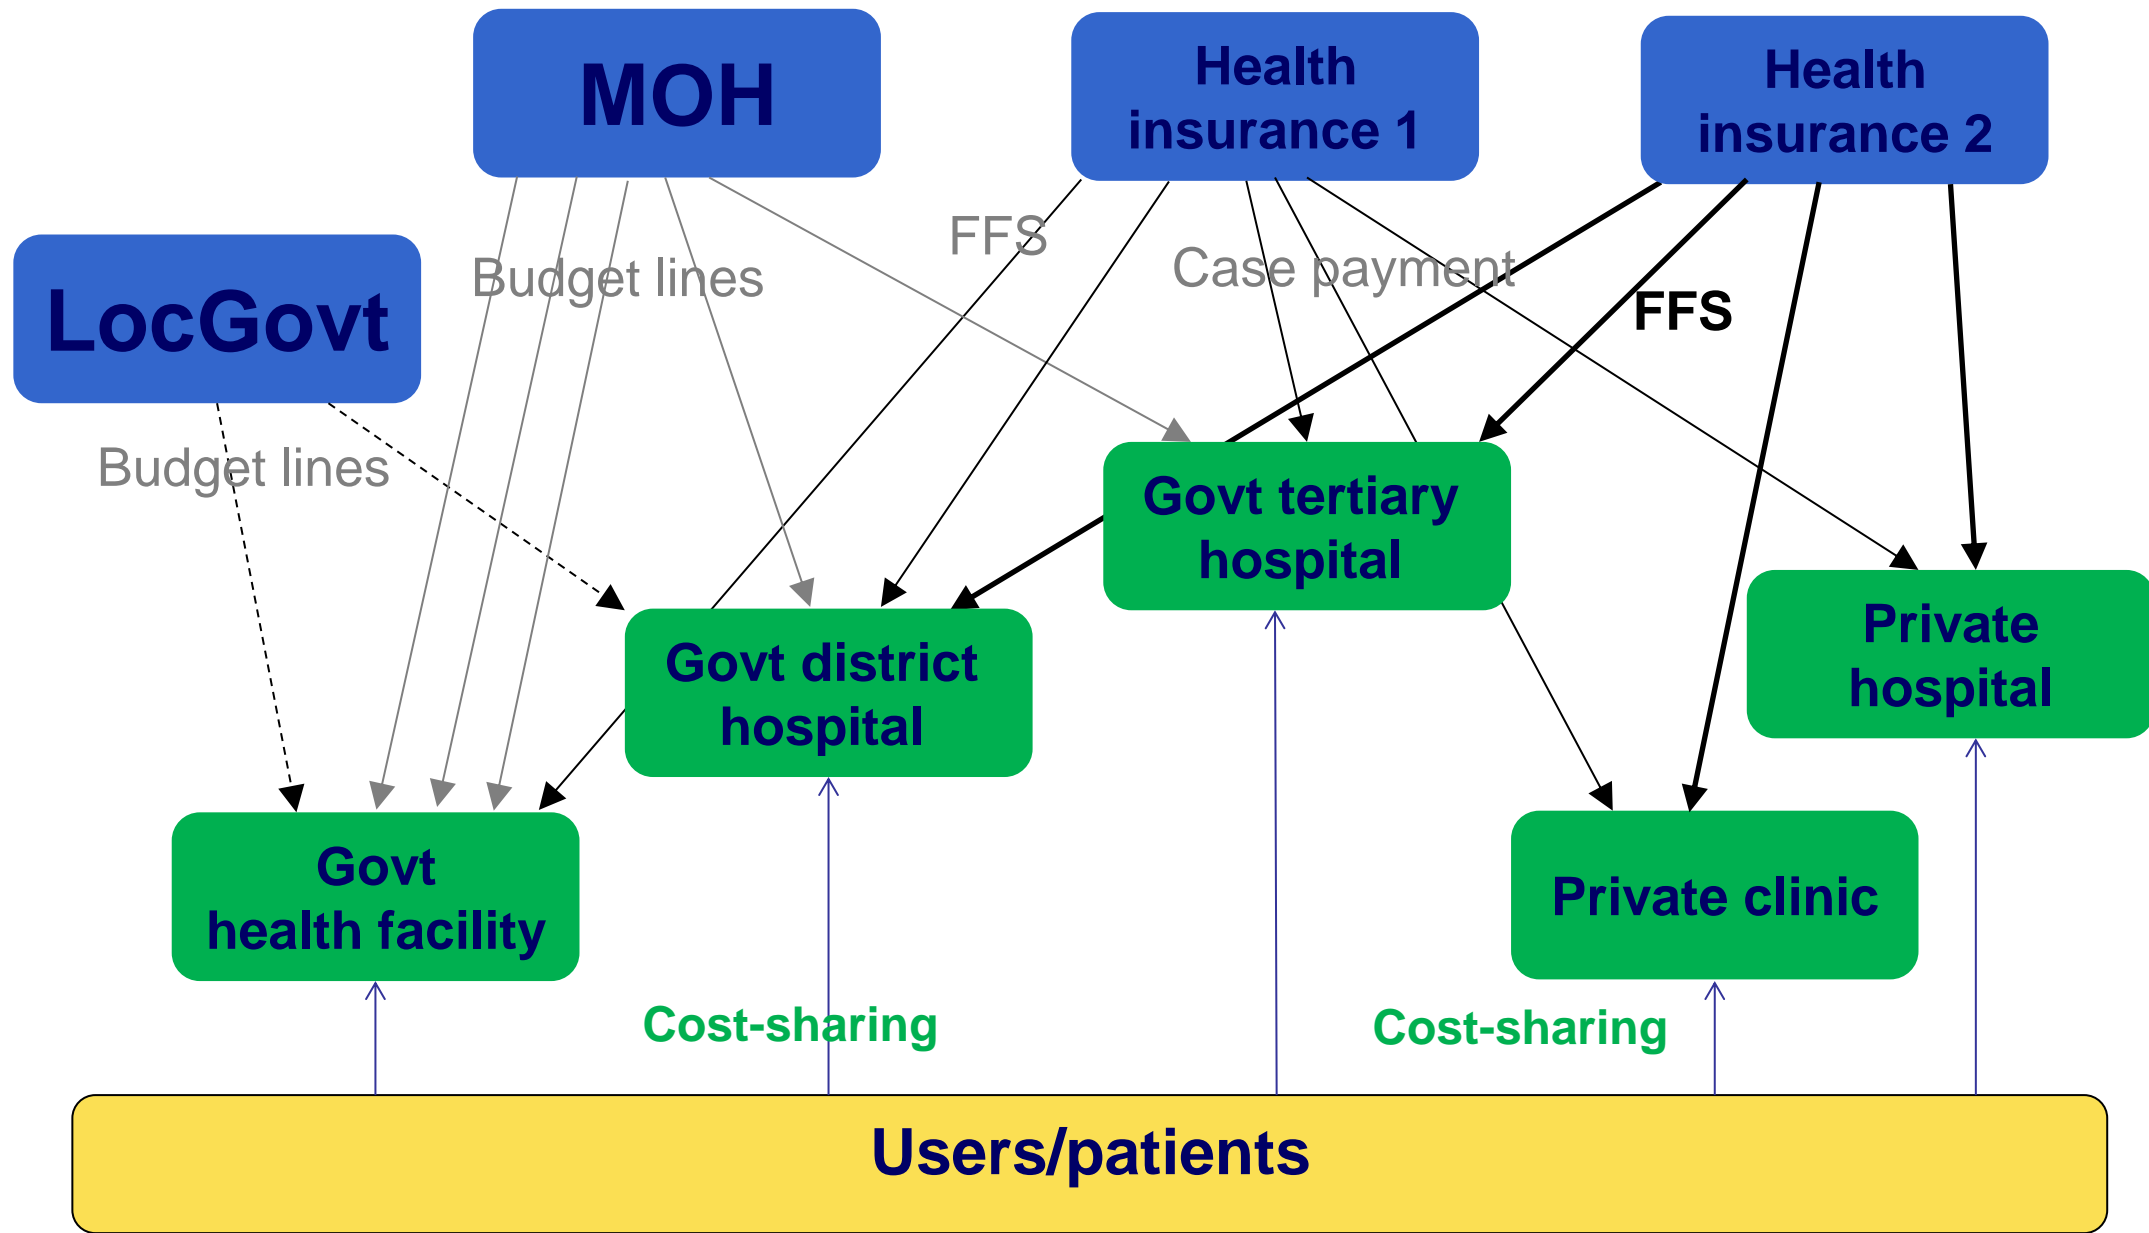 MOH
Health
insurance 1
Health
insurance 2
LocGovt
Budget lines
FFS
Case payment
FFS
Budget lines
Govt tertiary
hospital
Govt district
hospital
Private
hospital
Govt
health facility
Private clinic
Cost-sharing
Cost-sharing
Users/patients